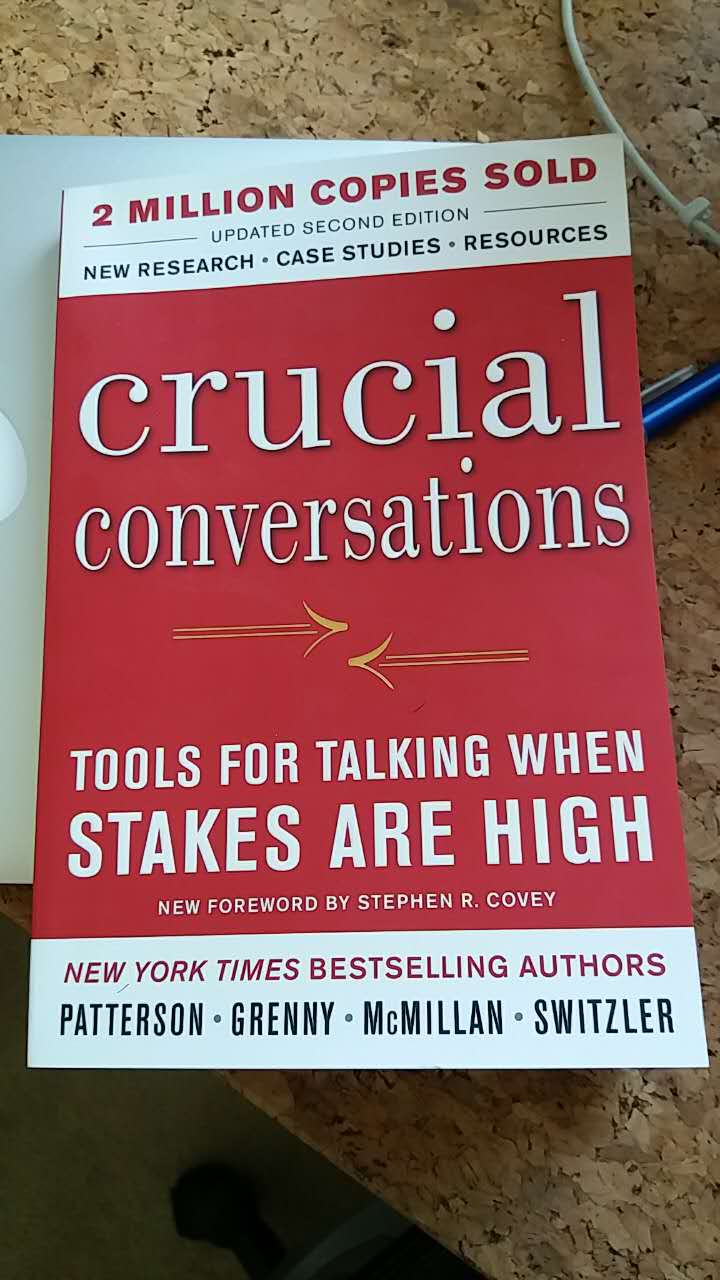 2 MILLION COPIES SOLD
UPDATED SECOND EDITION
NEW RESEARCH • CASE STUDIES • RESOURCES
crucial
conversations
TOOLS FOR TALKING WHEN
STAKES ARE HIGH
NEW FOREWORD BY STEPHEN R. COVEY
NEW YORK TIMES BESTSELLING AUTHORS
PATTERSON • GRENNY • McMILLAN • SWITZLER